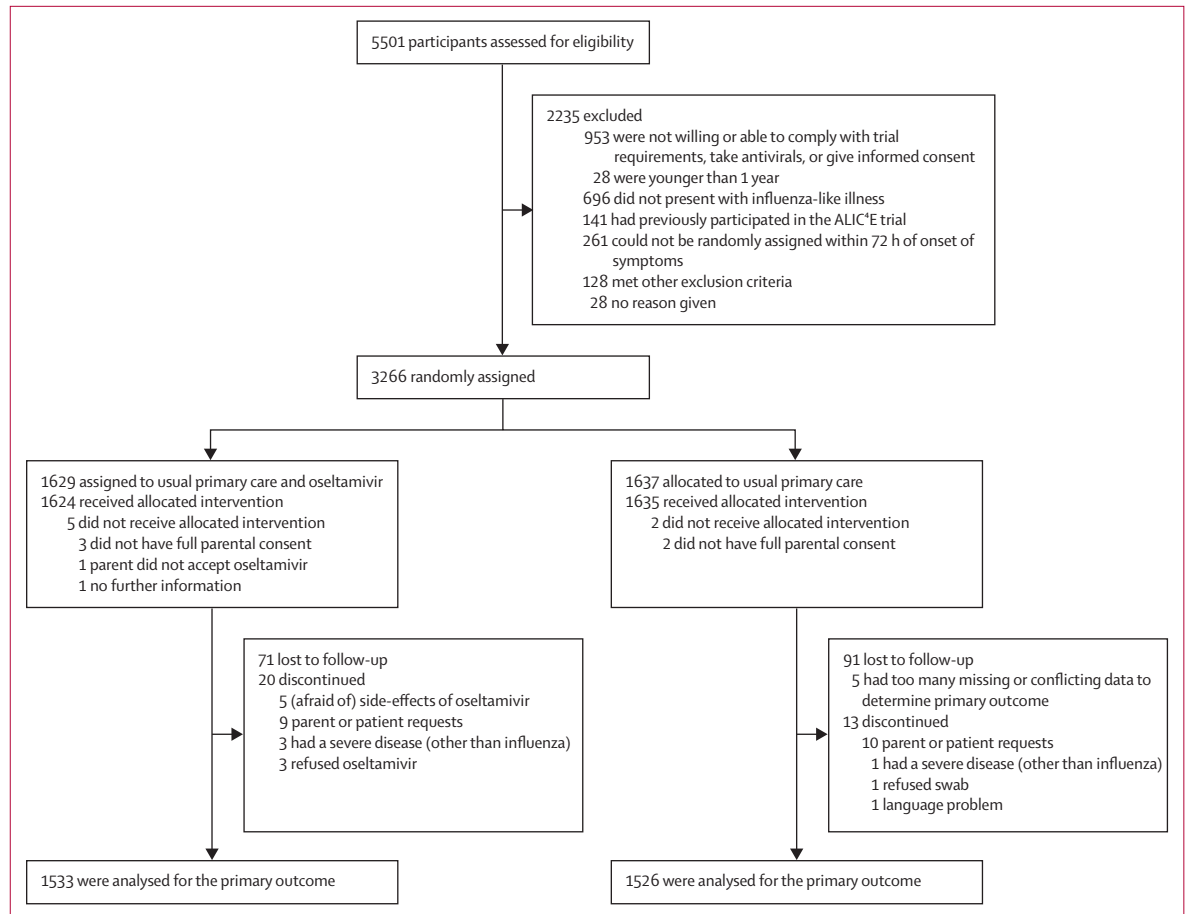 5501 participants assessed for eligibility
2235 excluded
953 were not willing or able to comply with trial
requirements, take antivirals, or give informed consent
28 were younger than 1 year
696 did not present with influenza-like illness
141 had previously participated in the ALIC⁴E trial
261 could not be randomly assigned within 72 h of onset of
symptoms
128 met other exclusion criteria
28 no reason given
3266 randomly assigned
1629 assigned to usual primary care and oseltamivir
1624 received allocated intervention
5 did not receive allocated intervention
3 did not have full parental consent
1 parent did not accept oseltamivir
1 no further information
1637 allocated to usual primary care
1635 received allocated intervention
2 did not receive allocated intervention
2 did not have full parental consent
71 lost to follow-up
20 discontinued
5 (afraid of) side-effects of oseltamivir
9 parent or patient requests
3 had a severe disease (other than influenza)
3 refused oseltamivir
91 lost to follow-up
5 had too many missing or conflicting data to
determine primary outcome
13 discontinued
10 parent or patient requests
1 had a severe disease (other than influenza)
1 refused swab
1 language problem
1533 were analysed for the primary outcome
1526 were analysed for the primary outcome